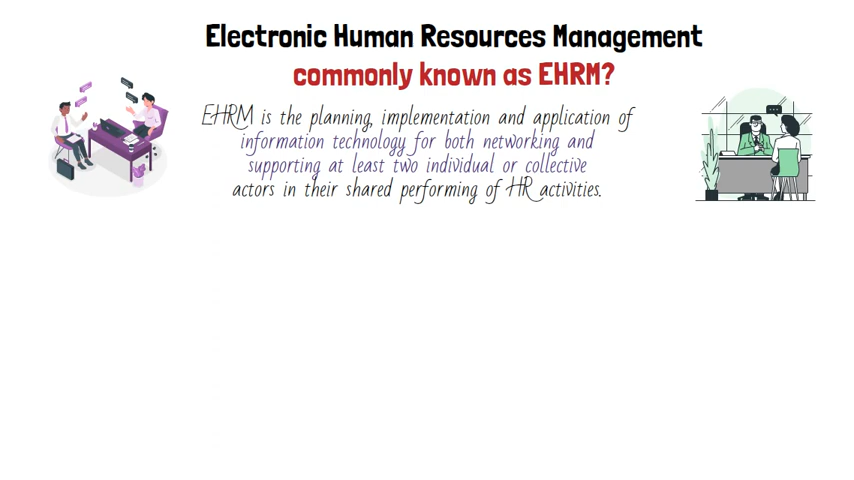 Electronic Human Resources Management
commonly known as EHRM?
EHRM is the planning, implementation and application of
information technology for both networking and
supporting at least two individual or collective
actors in their shared performing of HR activities.